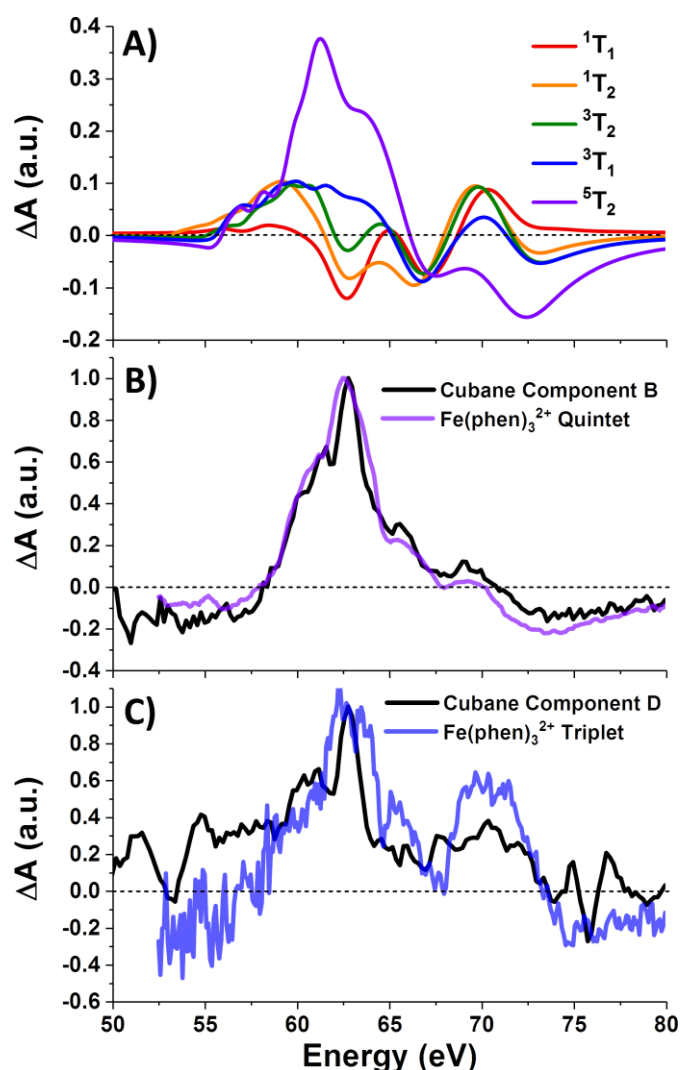 A)
¹T₁
¹T₂
³T₂
³T₁
⁵T₂
ΔA (a.u.)
0.4
0.3
0.2
0.1
0.0
-0.1
-0.2
B)
Cubane Component B
Fe(phen)₃²⁺ Quintet
ΔA (a.u.)
1.0
0.8
0.6
0.4
0.2
0.0
-0.2
-0.4
C)
Cubane Component D
Fe(phen)₃²⁺ Triplet
ΔA (a.u.)
1.0
0.8
0.6
0.4
0.2
0.0
-0.2
-0.4
-0.6
50 55 60 65 70 75 80
Energy (eV)